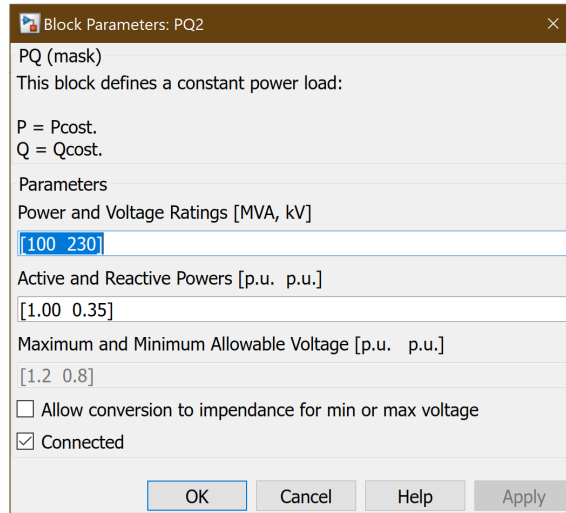 Block Parameters: PQ2
PQ (mask)
This block defines a constant power load:
P = Pcost.
Q = Qcost.
Parameters
Power and Voltage Ratings [MVA, kV]
[100  230]
Active and Reactive Powers [p.u.  p.u.]
[1.00  0.35]
Maximum and Minimum Allowable Voltage [p.u.   p.u.]
[1.2  0.8]
Allow conversion to impendance for min or max voltage
Connected
OK Cancel Help Apply